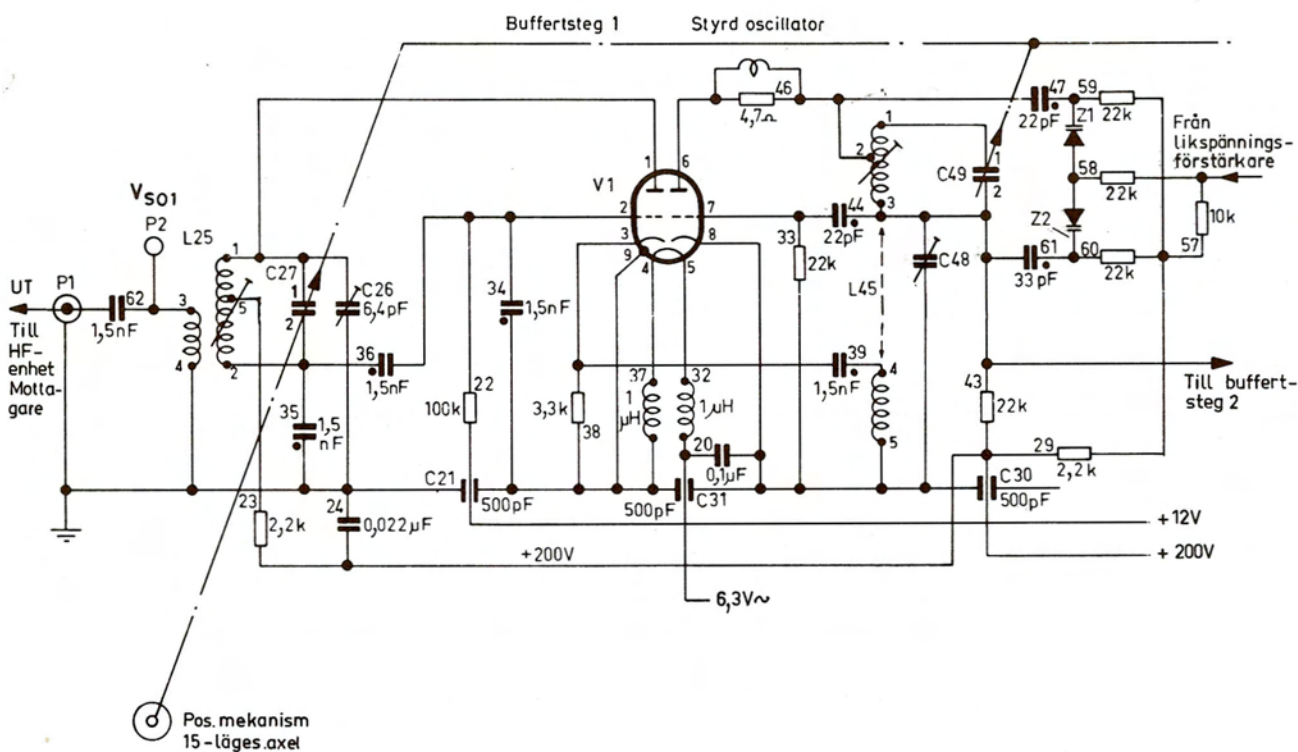 Buffertsteg 1 Styrd oscillator
46
4,7Ω
47
22pF
59
Z1
22k
Från
likspännings-
förstärkare
1
2
3
C49
1
2
58
22k
10k
57
Z2
61
33 pF
60
22k
V1
1
6
2
7
3
8
9
4
5
44
22pF
33
22k
C48
L45
V S01
P2
L25
P1
UT
Till
HF-
enhet
Motta-
gare
62
1,5nF
3
4
1
5
2
C27
1
2
C26
6,4pF
36
1,5nF
35
1,5
nF
34
1,5nF
22
100k
3,3k
38
37
1
µH
32
1µH
20
0,1µF
39
1,5nF
4
5
43
22k
Till buffert-
steg 2
29
2,2k
C21
500pF
500pF
C31
C30
500pF
23
2,2k
24
0,022µF
+12V
+200V
+ 200V
6,3V~
Pos. mekanism
15-läges.axel